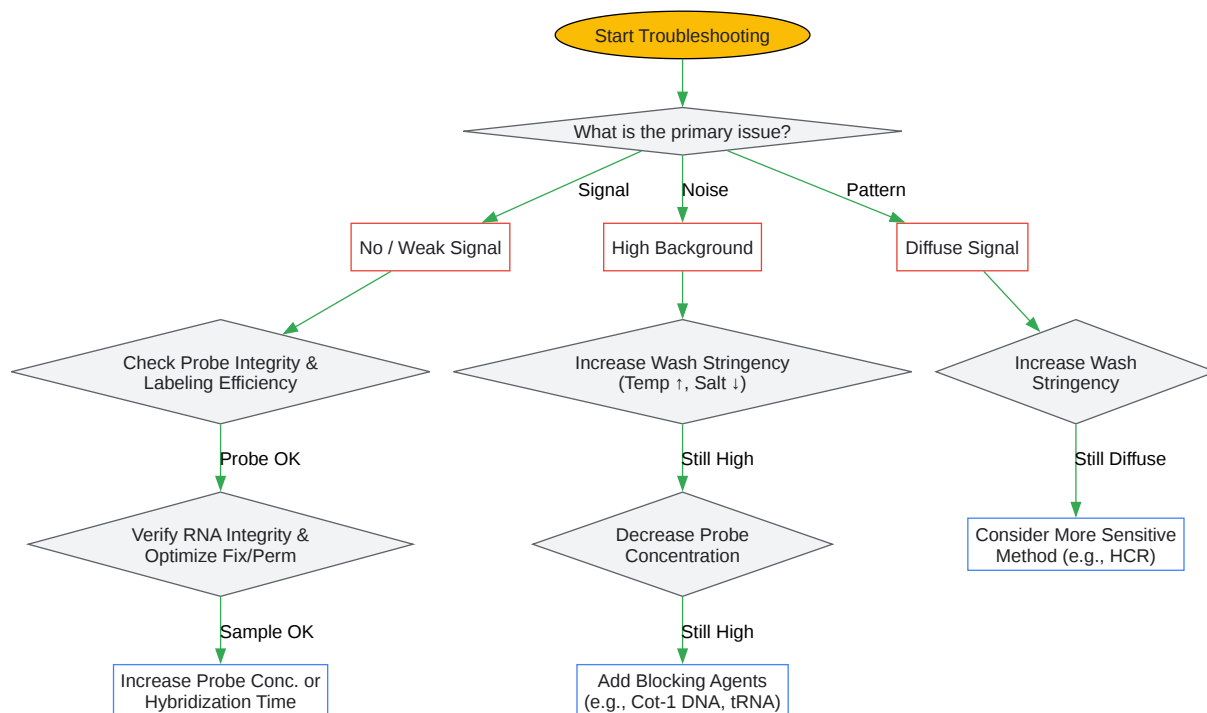 Start Troubleshooting
What is the primary issue?
Signal
Noise
Pattern
No / Weak Signal
High Background
Diffuse Signal
Check Probe Integrity &
Labeling Efficiency
Increase Wash Stringency
(Temp ↑, Salt ↓)
Increase Wash
Stringency
Probe OK
Still High
Still Diffuse
Verify RNA Integrity &
Optimize Fix/Perm
Decrease Probe
Concentration
Consider More Sensitive
Method (e.g., HCR)
Sample OK
Still High
Increase Probe Conc. or
Hybridization Time
Add Blocking Agents
(e.g., Cot-1 DNA, tRNA)